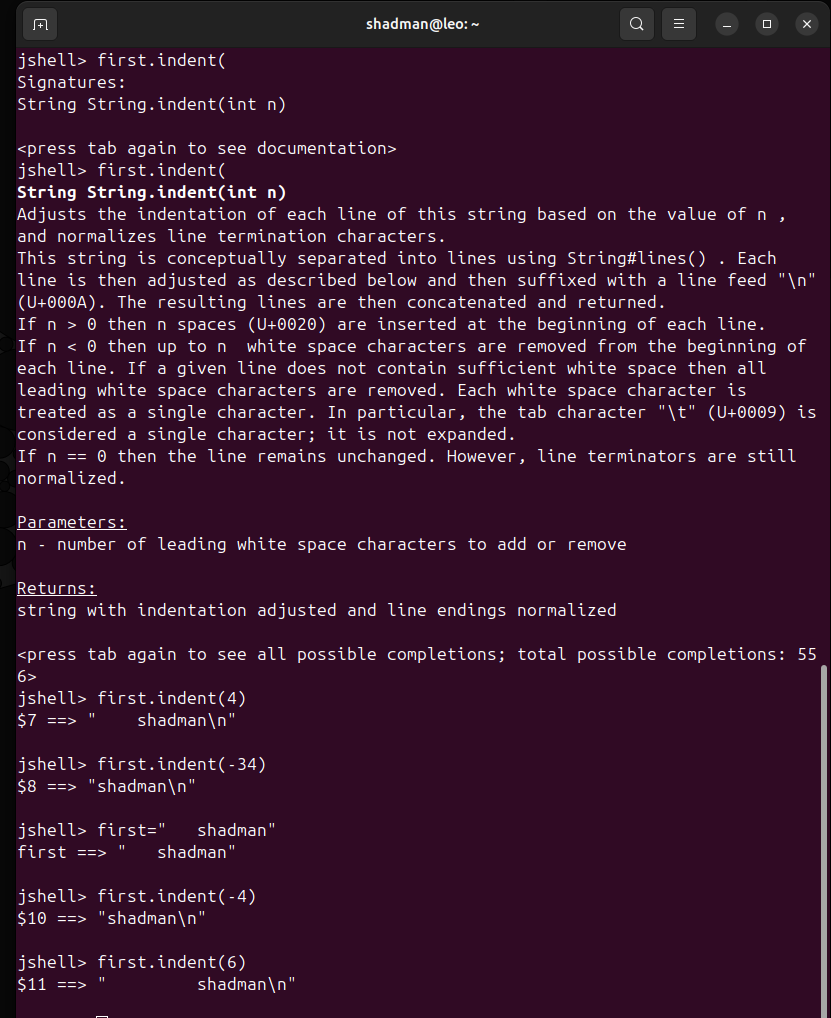 shadman@leo: ~
jshell> first.indent(
Signatures:
String String.indent(int n)
<press tab again to see documentation>
jshell> first.indent(
String String.indent(int n)
Adjusts the indentation of each line of this string based on the value of n ,
and normalizes line termination characters.
This string is conceptually separated into lines using String#lines() . Each
line is then adjusted as described below and then suffixed with a line feed "\n"
(U+000A). The resulting lines are then concatenated and returned.
If n > 0 then n spaces (U+0020) are inserted at the beginning of each line.
If n < 0 then up to n  white space characters are removed from the beginning of
each line. If a given line does not contain sufficient white space then all
leading white space characters are removed. Each white space character is
treated as a single character. In particular, the tab character "\t" (U+0009) is
considered a single character; it is not expanded.
If n == 0 then the line remains unchanged. However, line terminators are still
normalized.
Parameters:
n - number of leading white space characters to add or remove
Returns:
string with indentation adjusted and line endings normalized
<press tab again to see all possible completions; total possible completions: 55
6>
jshell> first.indent(4)
$7 ==> "    shadman\n"
jshell> first.indent(-34)
$8 ==> "shadman\n"
jshell> first="   shadman"
first ==> "   shadman"
jshell> first.indent(-4)
$10 ==> "shadman\n"
jshell> first.indent(6)
$11 ==> "         shadman\n"